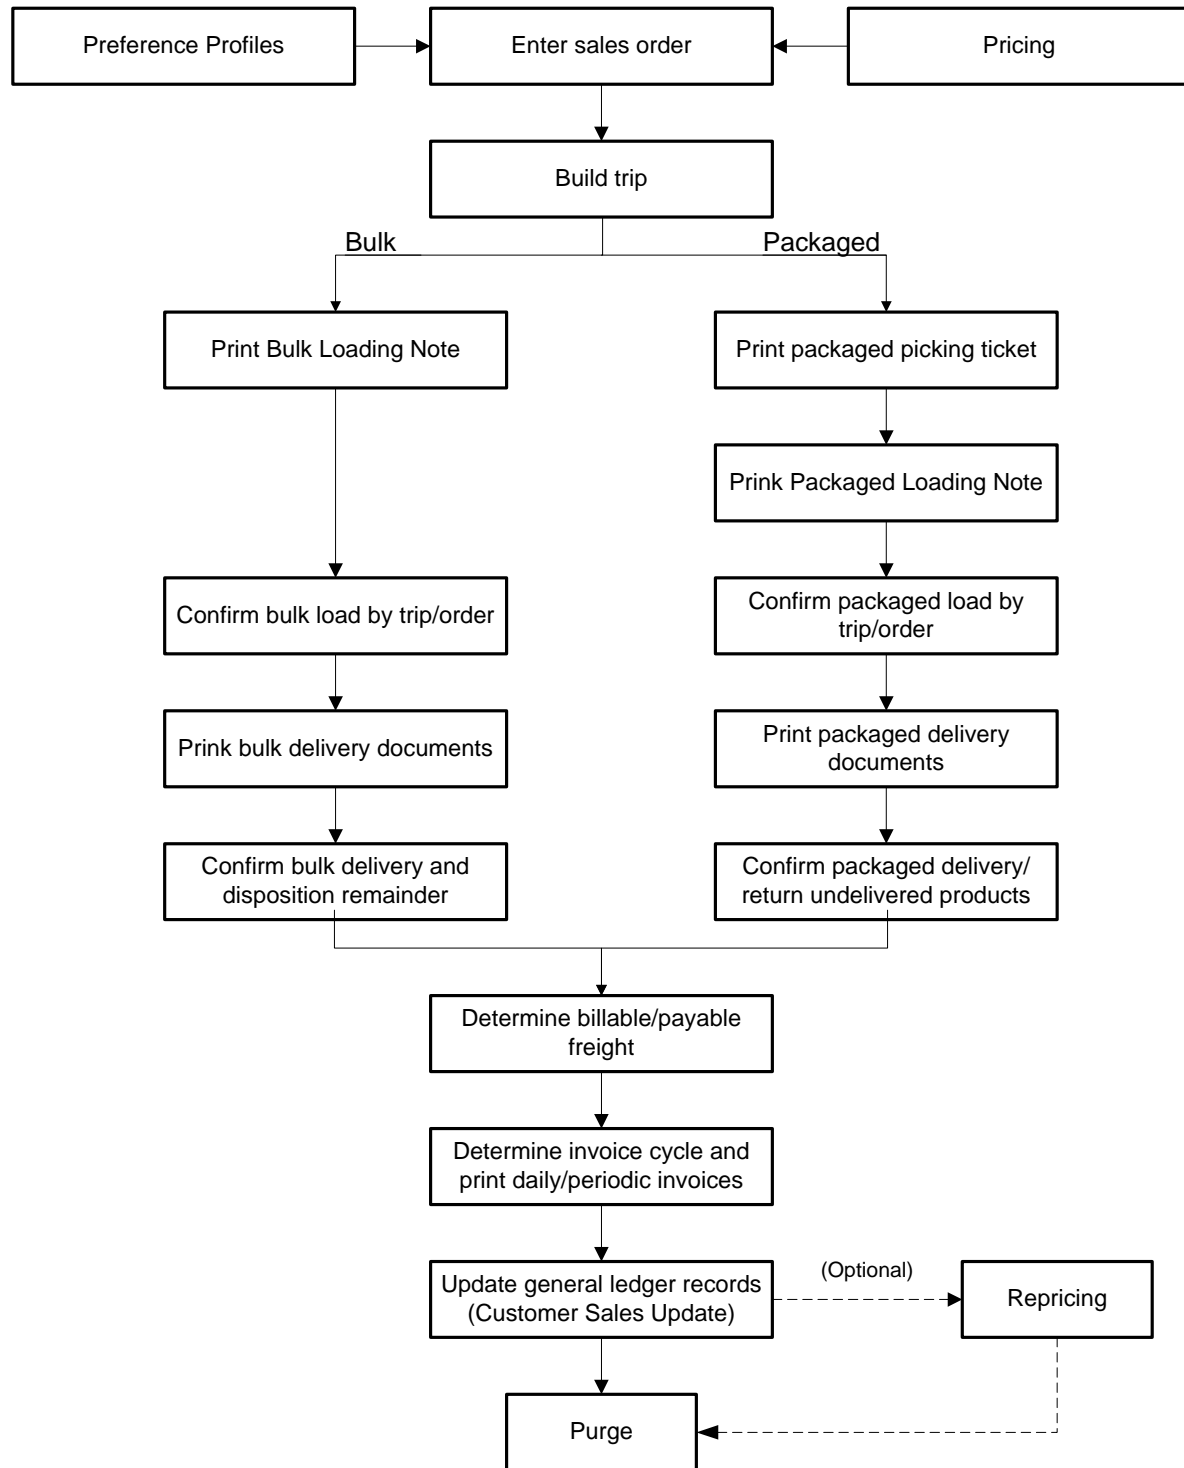 Preference Profiles
Enter sales order
Pricing
Build trip
Bulk
Packaged
Print Bulk Loading Note
Print packaged picking ticket
Prink Packaged Loading Note
Confirm bulk load by trip/order
Confirm packaged load by
trip/order
Prink bulk delivery documents
Print packaged delivery
documents
Confirm bulk delivery and
disposition remainder
Confirm packaged delivery/
return undelivered products
Determine billable/payable
freight
Determine invoice cycle and
print daily/periodic invoices
Update general ledger records
(Customer Sales Update)
(Optional)
Repricing
Purge